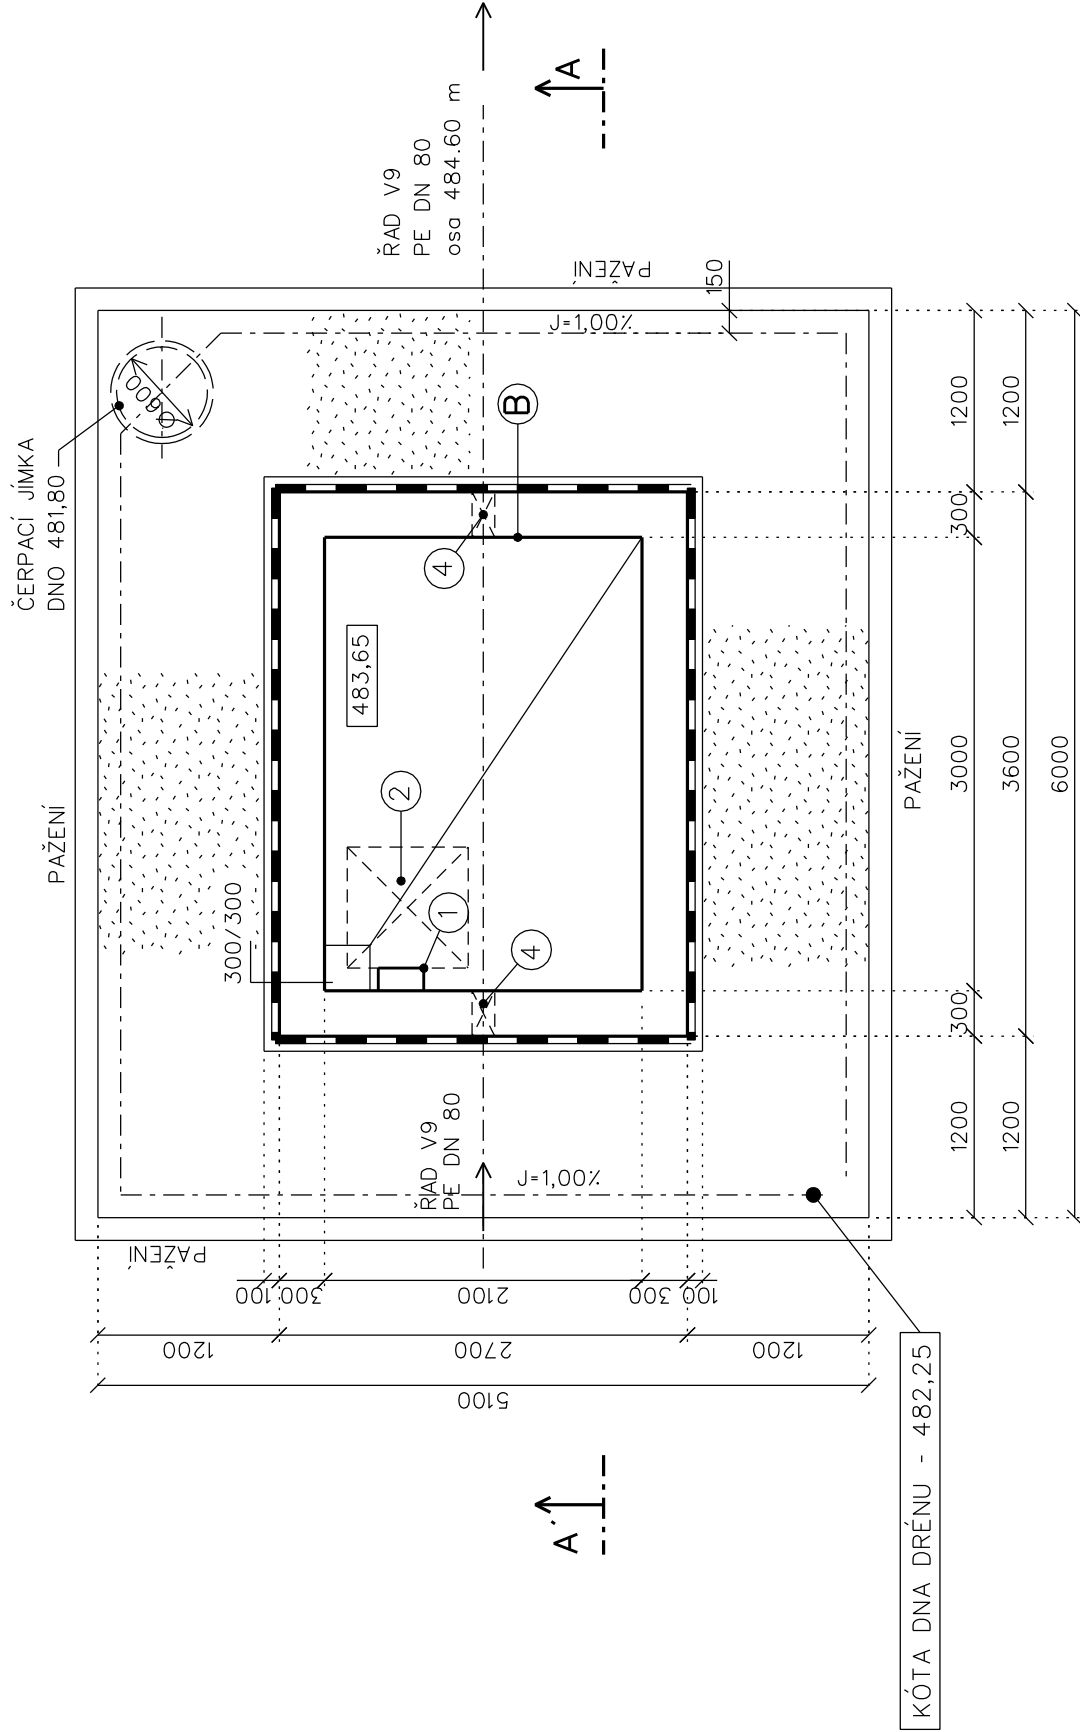 ČERPACÍ JÍMKA
DNO 481,80
Ø600
ŘAD V9
PE DN 80
osa 484.60 m
A
PAŽENÍ
150
J=1,00%
B
4
483,65
2
1
4
300/300
PAŽENÍ
PAŽENÍ
PAŽENÍ
1200
300
3000
300
1200
1200
3600
1200
6000
ŘAD V9
PE DN 80
J=1,00%
100
300
2100
300
100
1200
2700
1200
5100
A'
KÓTA DNA DRÉNU - 482,25